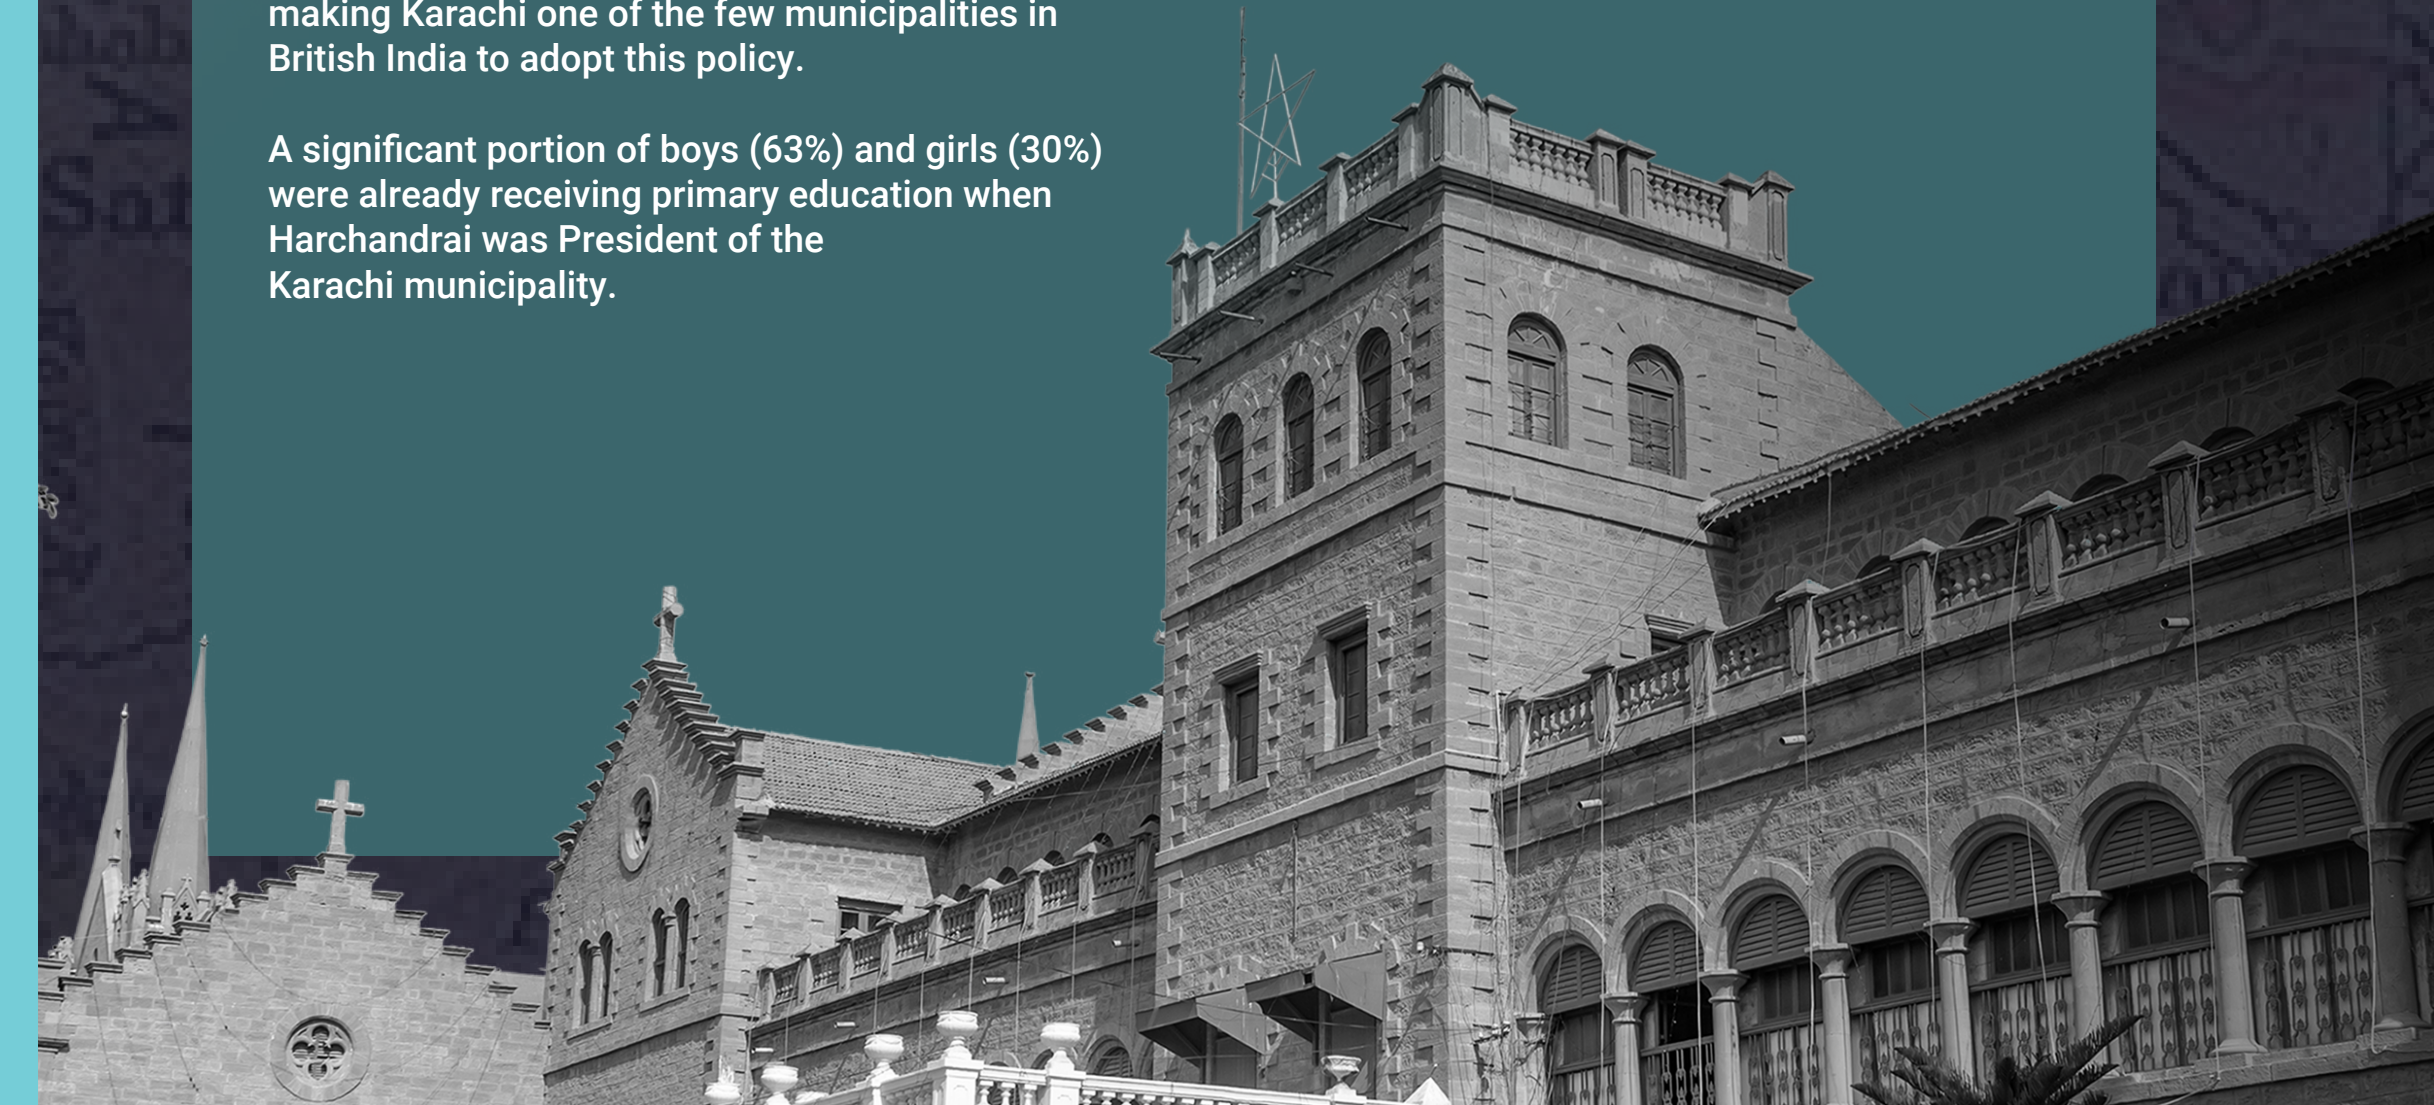 making Karachi one of the few municipalities in
British India to adopt this policy.
A significant portion of boys (63%) and girls (30%)
were already receiving primary education when
Harchandrai was President of the
Karachi municipality.